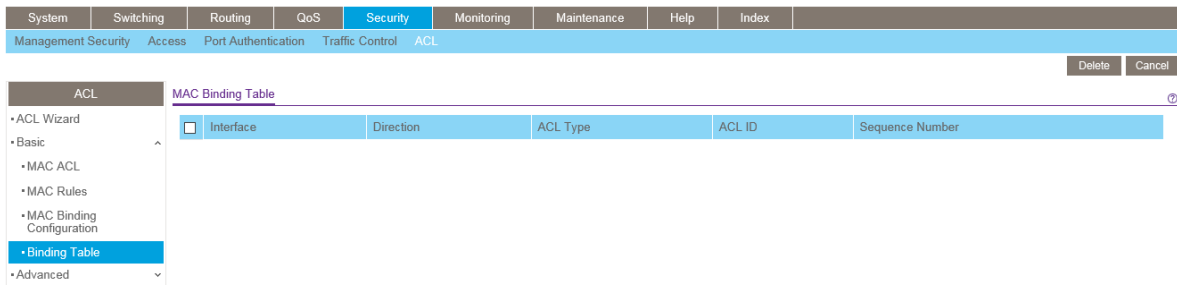 System Switching Routing QoS Security Monitoring Maintenance Help Index
Management Security Access Port Authentication Traffic Control ACL
Delete Cancel
ACL
MAC Binding Table
?
ACL Wizard
Interface Direction ACL Type ACL ID Sequence Number
Basic
MAC ACL
MAC Rules
MAC Binding
Configuration
Binding Table
Advanced